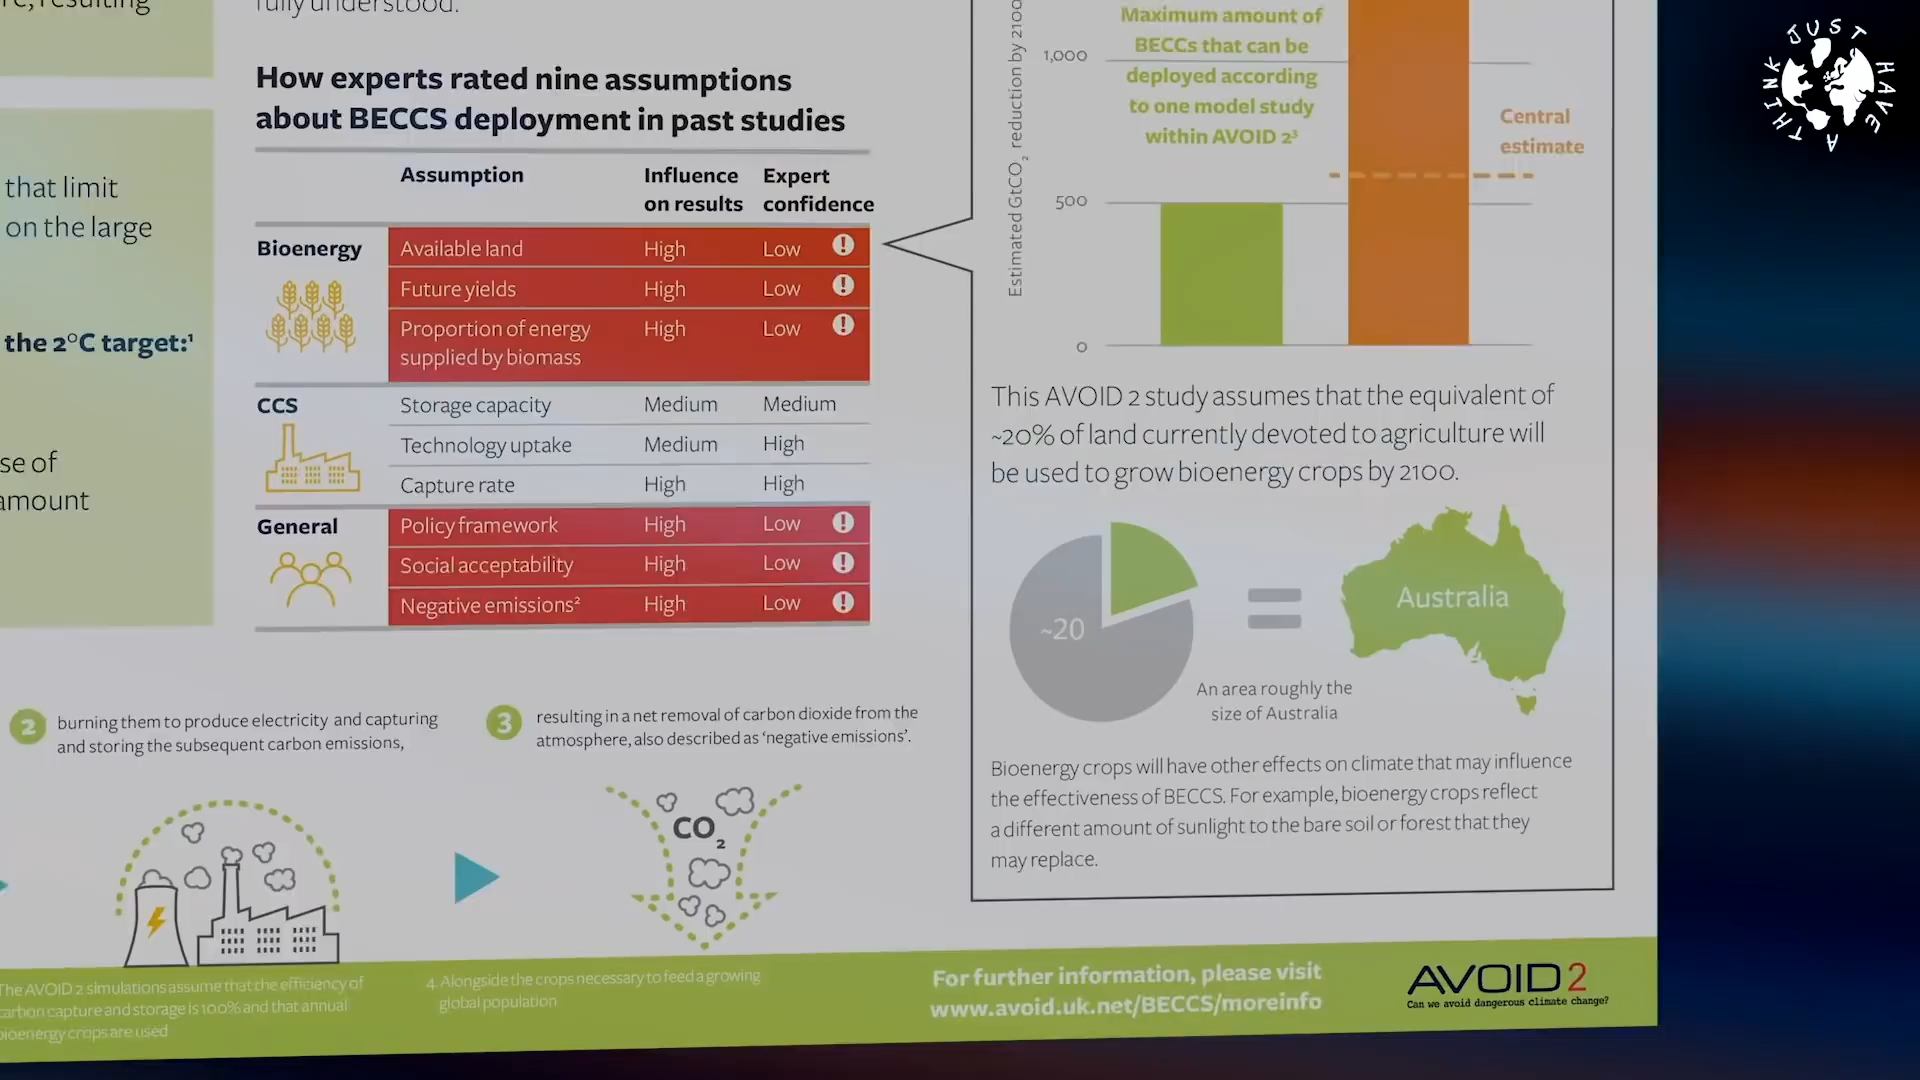 re, resulting
that limit
on the large
the 2°C target:¹
se of
amount
fully understood.
How experts rated nine assumptions
about BECCS deployment in past studies
Assumption
Influence
on results
Expert
confidence
Bioenergy
Available land High Low !
Future yields High Low !
Proportion of energy High Low !
supplied by biomass
CCS
Storage capacity Medium Medium
Technology uptake Medium High
Capture rate High High
General
Policy framework High Low !
Social acceptability High Low !
Negative emissions² High Low !
2 burning them to produce electricity and capturing
and storing the subsequent carbon emissions,
3 resulting in a net removal of carbon dioxide from the
atmosphere, also described as ‘negative emissions’.
CO₂
Estimated GtCO₂ reduction by 2100
1,000
500
0
Maximum amount of
BECCs that can be
deployed according
to one model study
within AVOID 2³
Central
estimate
This AVOID 2 study assumes that the equivalent of
~20% of land currently devoted to agriculture will
be used to grow bioenergy crops by 2100.
~20
=
Australia
An area roughly the
size of Australia
Bioenergy crops will have other effects on climate that may influence
the effectiveness of BECCS. For example, bioenergy crops reflect
a different amount of sunlight to the bare soil or forest that they
may replace.
The AVOID 2 simulations assume that the efficiency of
carbon capture and storage is 100% and that annual
bioenergy crops are used
4. Alongside the crops necessary to feed a growing
global population
For further information, please visit
www.avoid.uk.net/BECCS/moreinfo
AVOID 2
Can we avoid dangerous climate change?
JUST HAVE A THINK